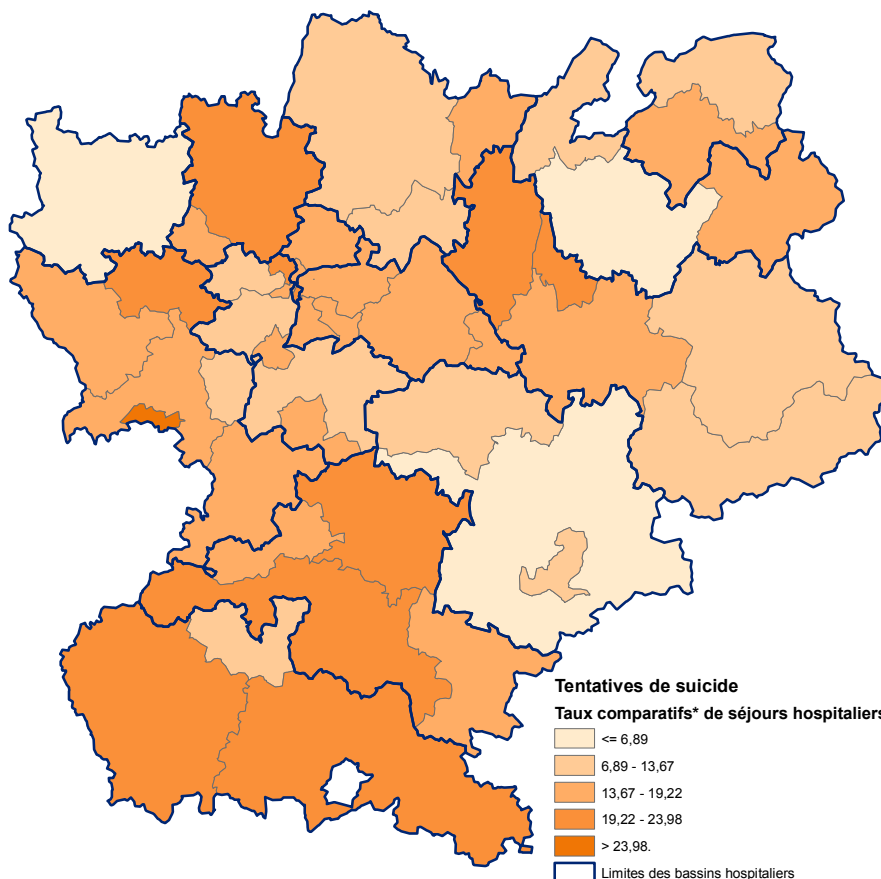 Tentatives de suicide
Taux comparatifs* de séjours hospitaliers
<= 6,89
6,89 - 13,67
13,67 - 19,22
19,22 - 23,98
> 23,98.
Limites des bassins hospitaliers